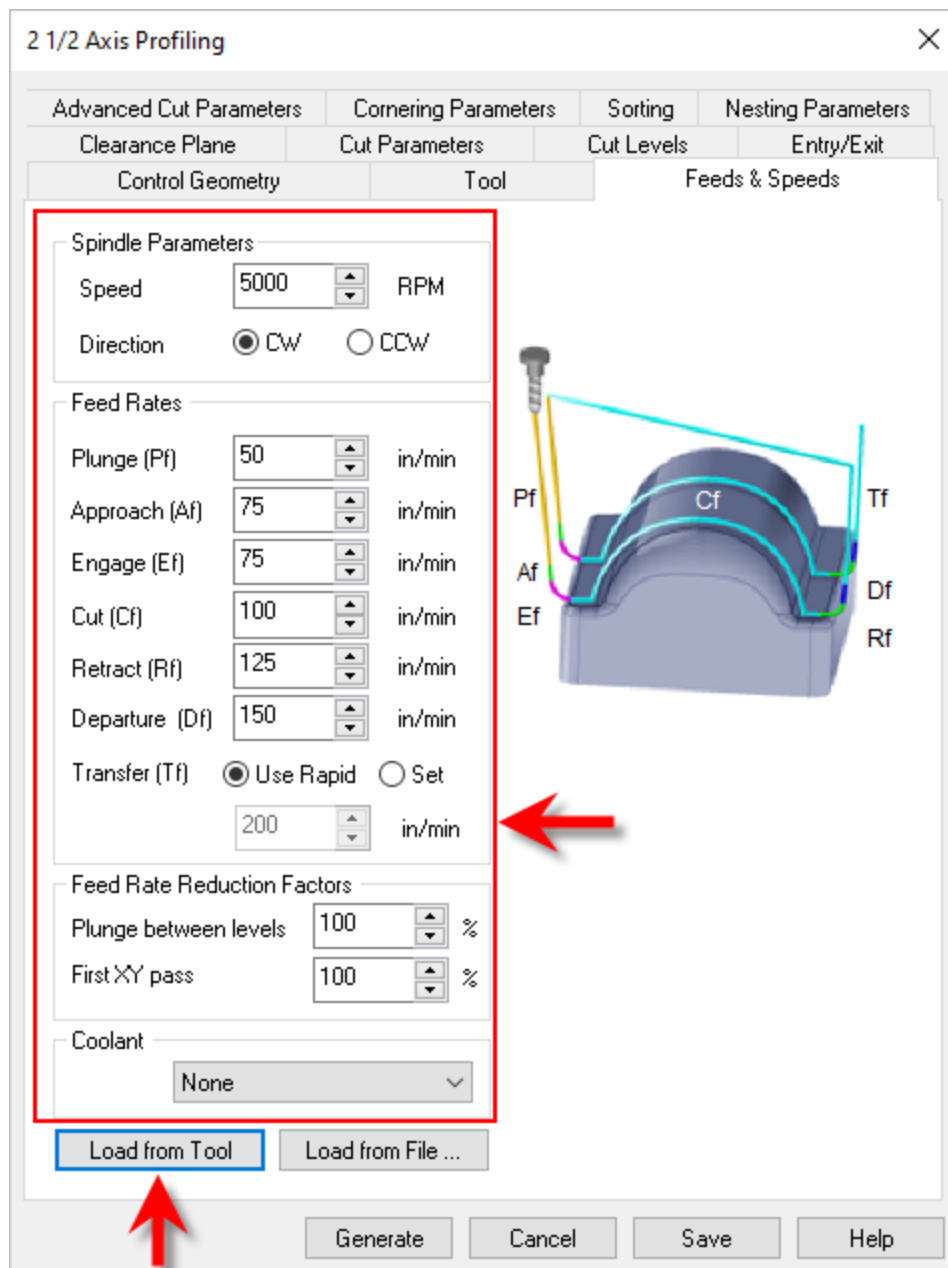 2 1/2 Axis Profiling
Advanced Cut Parameters Cornering Parameters Sorting Nesting Parameters
Clearance Plane Cut Parameters Cut Levels Entry/Exit
Control Geometry Tool Feeds & Speeds
Spindle Parameters
Speed 5000 RPM
Direction CW CCW
Feed Rates
Plunge (Pf) 50 in/min
Approach (Af) 75 in/min
Engage (Ef) 75 in/min
Cut (Cf) 100 in/min
Retract (Rf) 125 in/min
Departure (Df) 150 in/min
Transfer (Tf) Use Rapid Set
200 in/min
Feed Rate Reduction Factors
Plunge between levels 100 %
First XY pass 100 %
Coolant
None
Load from Tool Load from File ...
Pf Cf Tf
Af Df
Ef Rf
Generate Cancel Save Help